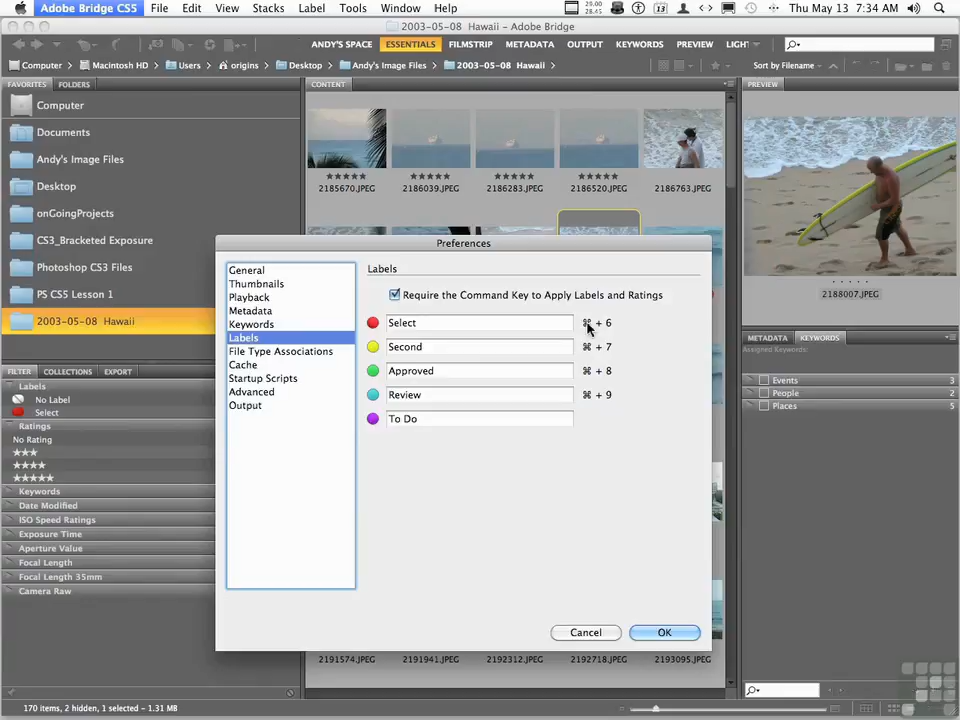 Adobe Bridge CS5 File Edit View Stacks Label Tools Window Help
29.00
28.45
13
Thu May 13 7:34 AM
2003-05-08 Hawaii - Adobe Bridge
ANDY'S SPACE ESSENTIALS FILMSTRIP METADATA OUTPUT KEYWORDS PREVIEW LIGH
Computer Macintosh HD Users origins Desktop Andy's Image Files 2003-05-08 Hawaii
Sort by Filename
FAVORITES FOLDERS
Computer
Documents
Andy's Image Files
Desktop
onGoingProjects
CS3_Bracketed Exposure
Photoshop CS3 Files
PS CS5 Lesson 1
2003-05-08 Hawaii
FILTER COLLECTIONS EXPORT
Labels
No Label
Select
Ratings
No Rating
★★★
★★★★
★★★★★
Keywords
Date Modified
ISO Speed Ratings
Exposure Time
Aperture Value
Focal Length
Focal Length 35mm
Camera Raw
CONTENT
★★★★★ ★★★★★ ★★★★★ ★★★★★
2185670.JPEG 2186039.JPEG 2186283.JPEG 2186520.JPEG 2186763.JPEG
Preferences
General
Thumbnails
Playback
Metadata
Keywords
Labels
File Type Associations
Cache
Startup Scripts
Advanced
Output
Labels
Require the Command Key to Apply Labels and Ratings
Select ⌘ + 6
Second ⌘ + 7
Approved ⌘ + 8
Review ⌘ + 9
To Do
Cancel OK
2191574.JPEG 2191941.JPEG 2192312.JPEG 2192718.JPEG 2193095.JPEG
PREVIEW
2188007.JPEG
METADATA KEYWORDS
Assigned Keywords:
Events 3
People 2
Places 5
170 items, 2 hidden, 1 selected - 1.31 MB